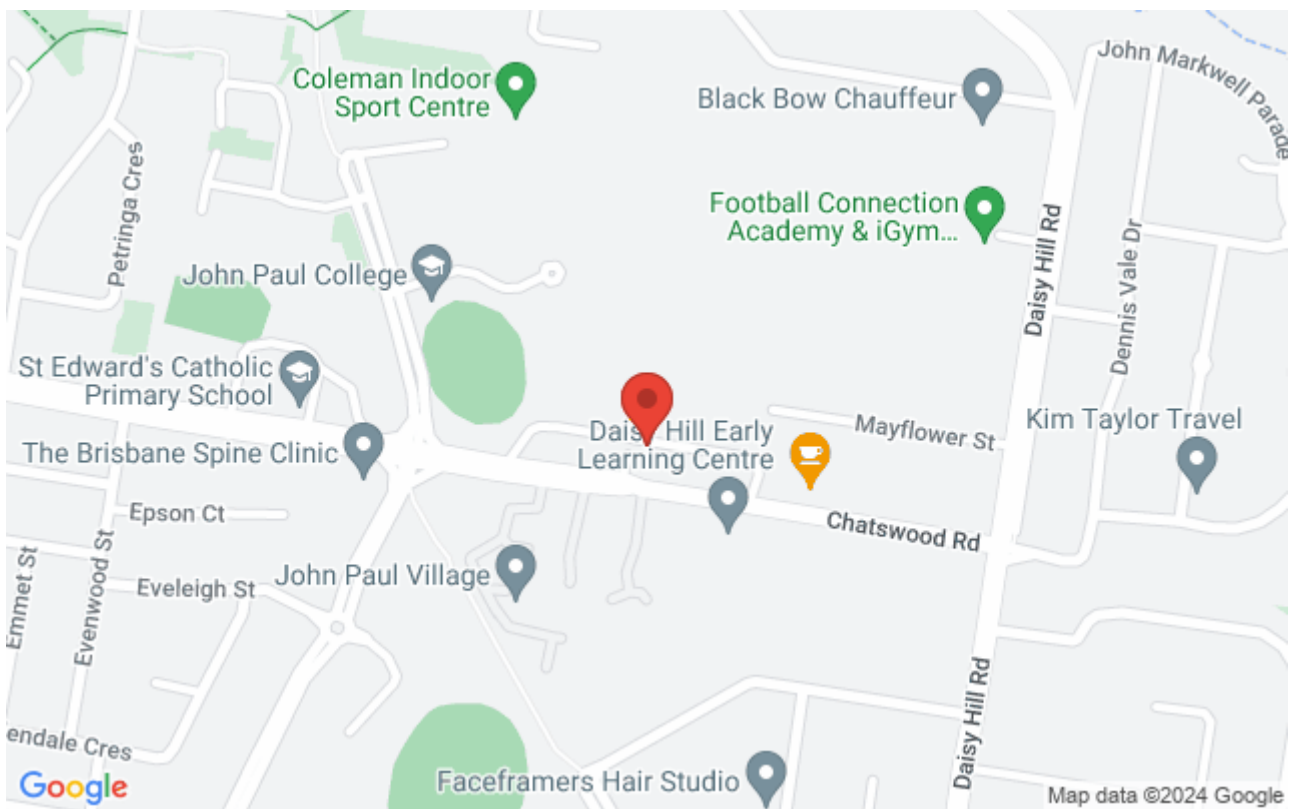 John Markwell Parade
Coleman Indoor
Sport Centre
Black Bow Chauffeur
Petringa Cres
Football Connection
Academy & iGym...
Daisy Hill Rd
Dennis Vale Dr
John Paul College
St Edward's Catholic
Primary School
Mayflower St
Kim Taylor Travel
The Brisbane Spine Clinic
Hill Early
Learning Centre
Epson Ct
Chatswood Rd
Emmet St
Evenwood St
Eveleigh St
John Paul Village
Daisy Hill Rd
endale Cres
Faceframers Hair Studio
Google
Map data ©2024 Google